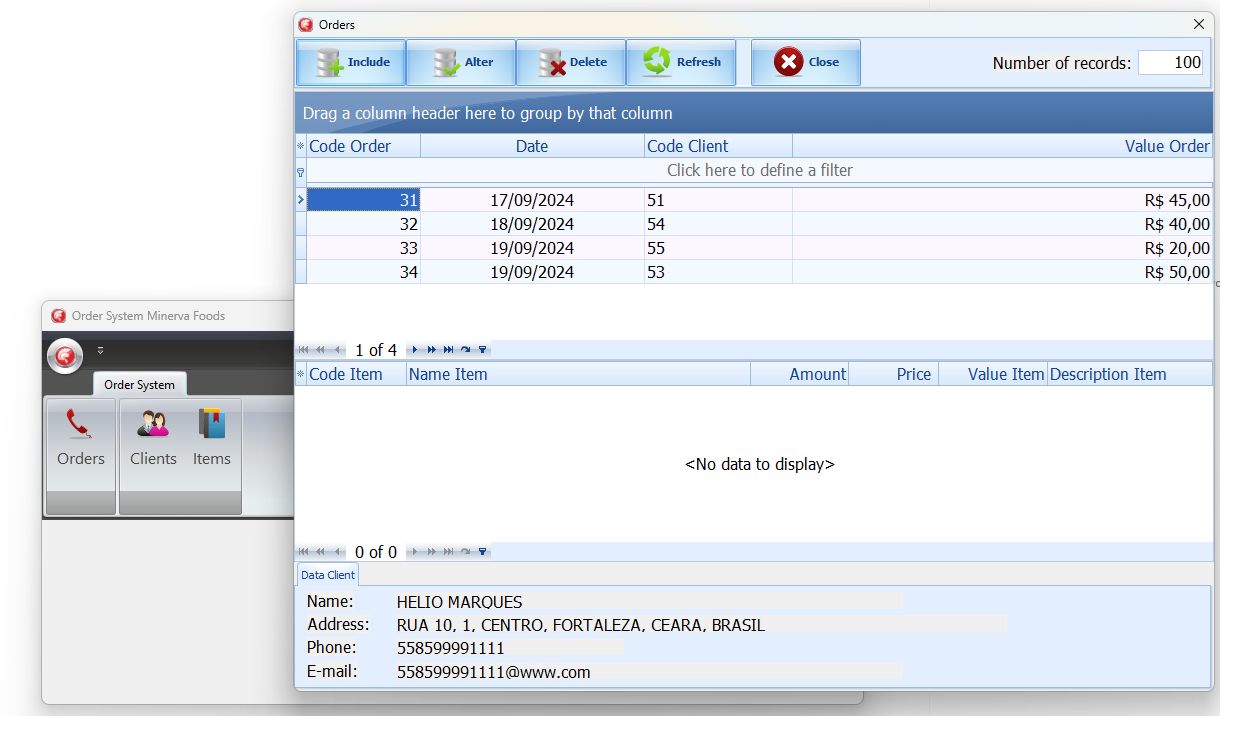 Orders
Include Alter Delete Refresh Close Number of records: 100
Drag a column header here to group by that column
Code Order Date Code Client Value Order
Click here to define a filter
31 17/09/2024 51 R$ 45,00
32 18/09/2024 54 R$ 40,00
33 19/09/2024 55 R$ 20,00
34 19/09/2024 53 R$ 50,00
1 of 4
Code Item Name Item Amount Price Value Item Description Item
<No data to display>
0 of 0
Data Client
Name: HELIO MARQUES
Address: RUA 10, 1, CENTRO, FORTALEZA, CEARA, BRASIL
Phone: 558599991111
E-mail: 558599991111@www.com
Order System Minerva Foods
Order System
Orders Clients Items